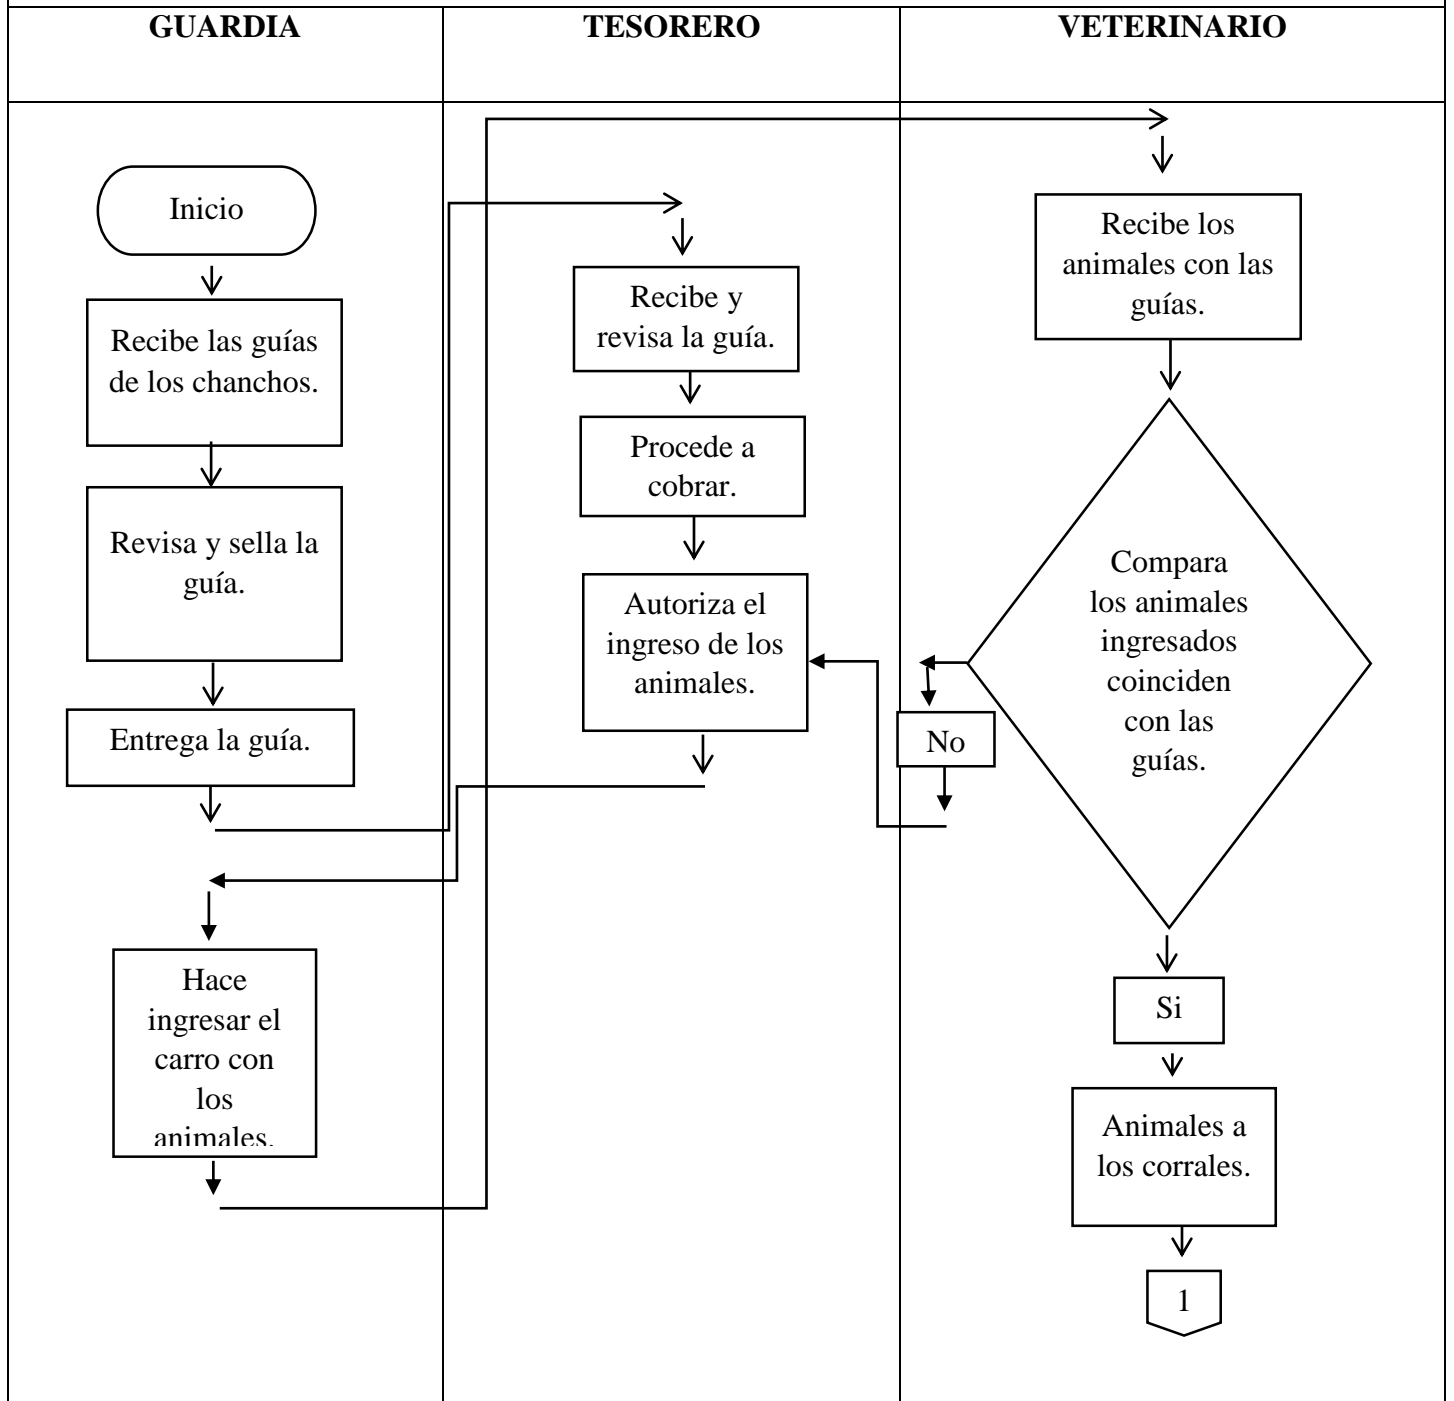 GUARDIA
TESORERO
VETERINARIO
Inicio
Recibe las guías
de los chanchos.
Revisa y sella la
guía.
Entrega la guía.
Hace
ingresar el
carro con
los
animales.
Recibe y
revisa la guía.
Procede a
cobrar.
Autoriza el
ingreso de los
animales.
Recibe los
animales con las
guías.
Compara
los animales
ingresados
coinciden
con las
guías.
No
Si
Animales a
los corrales.
1